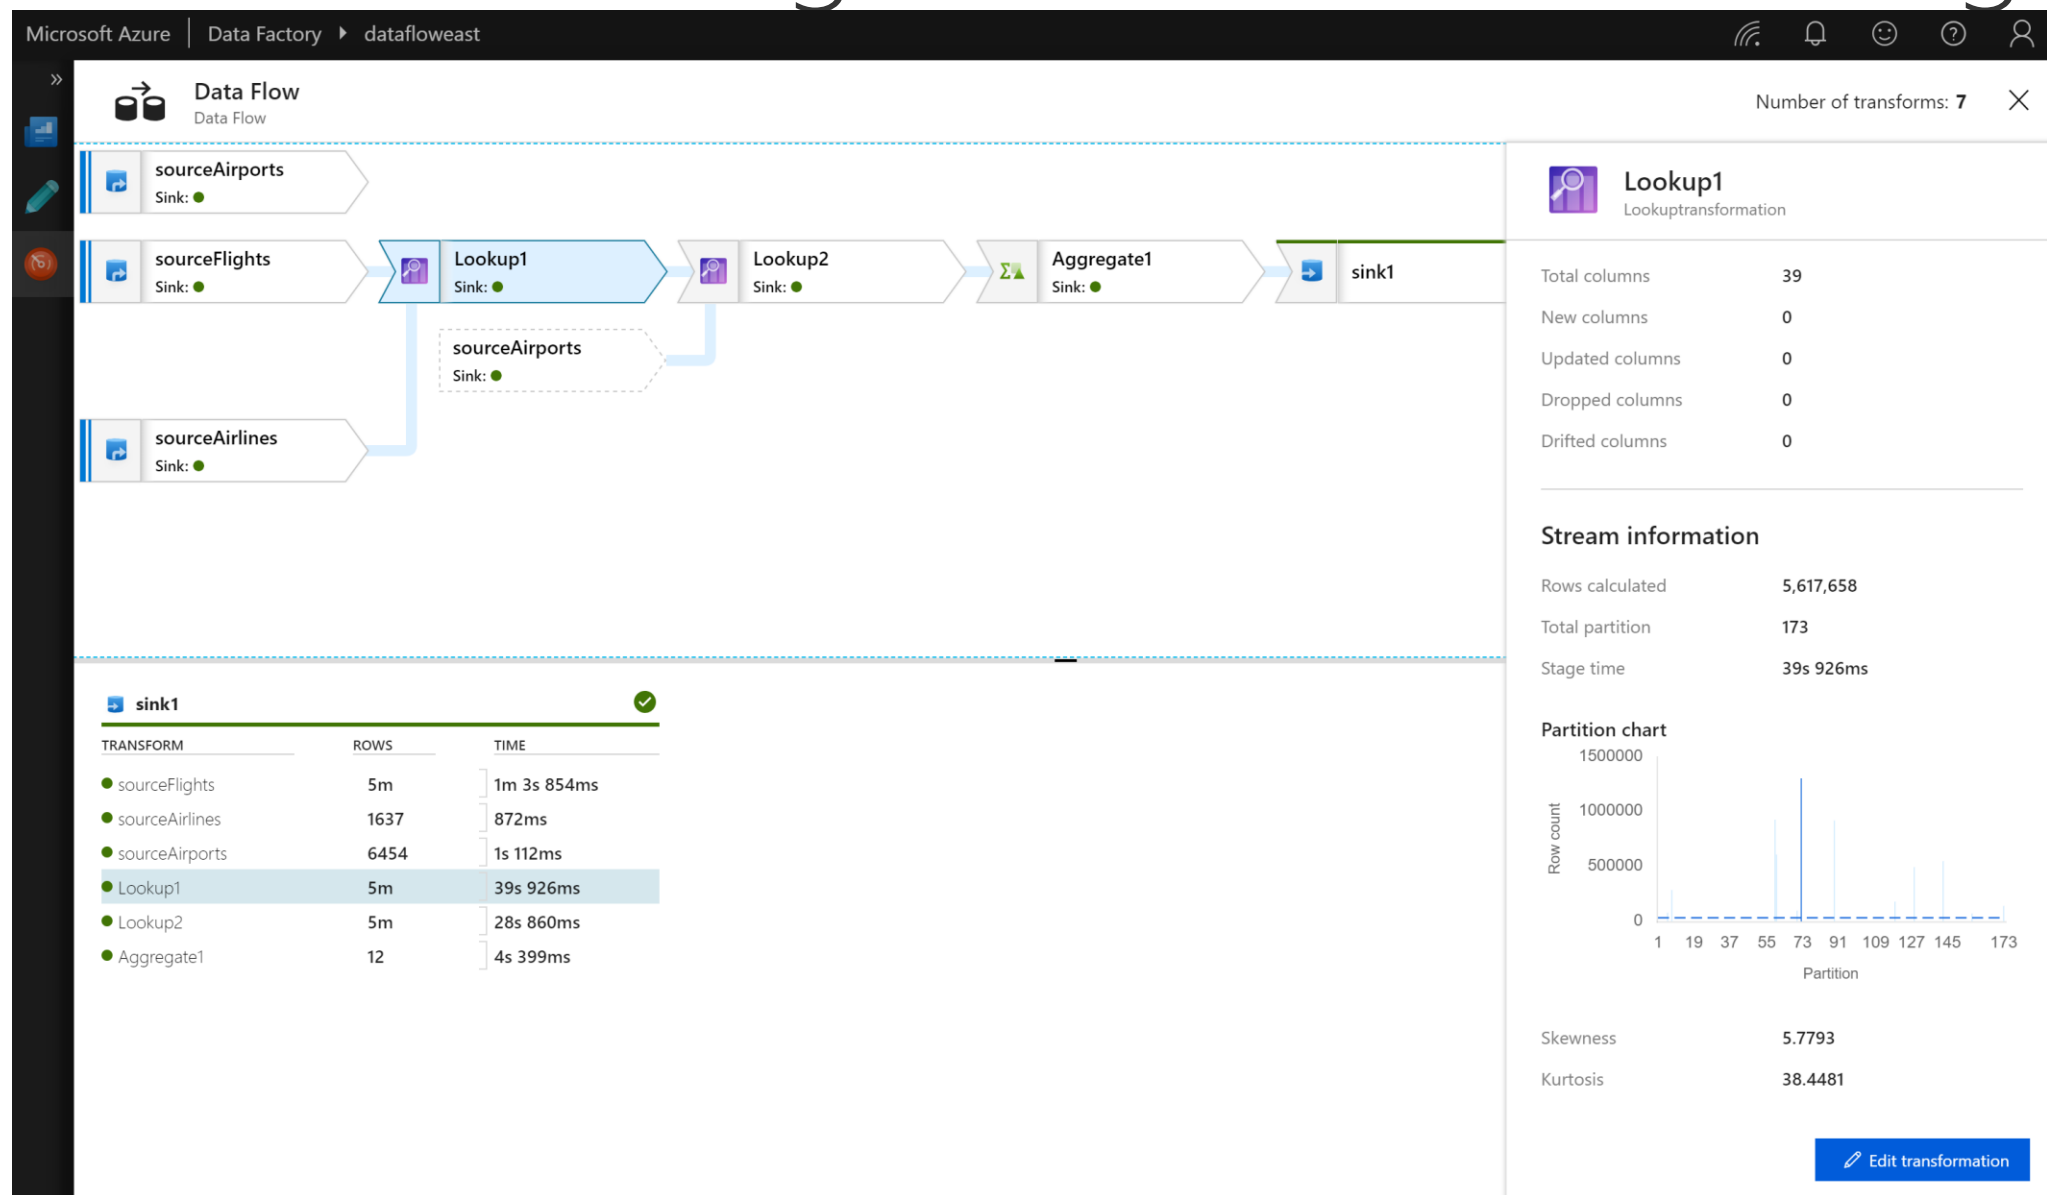 Microsoft Azure | Data Factory ▸ datafloweast
»
Data Flow
Data Flow
Number of transforms: 7
sourceAirports
Sink:
sourceFlights
Sink:
Lookup1
Sink:
Lookup2
Sink:
Aggregate1
Sink:
sink1
sourceAirports
Sink:
sourceAirlines
Sink:
sink1
TRANSFORM ROWS TIME
sourceFlights 5m 1m 3s 854ms
sourceAirlines 1637 872ms
sourceAirports 6454 1s 112ms
Lookup1 5m 39s 926ms
Lookup2 5m 28s 860ms
Aggregate1 12 4s 399ms
Lookup1
Lookuptransformation
Total columns 39
New columns 0
Updated columns 0
Dropped columns 0
Drifted columns 0
Stream information
Rows calculated 5,617,658
Total partition 173
Stage time 39s 926ms
Partition chart
1500000
1000000
500000
0
Row count
1 19 37 55 73 91 109 127 145 173
Partition
Skewness 5.7793
Kurtosis 38.4481
Edit transformation